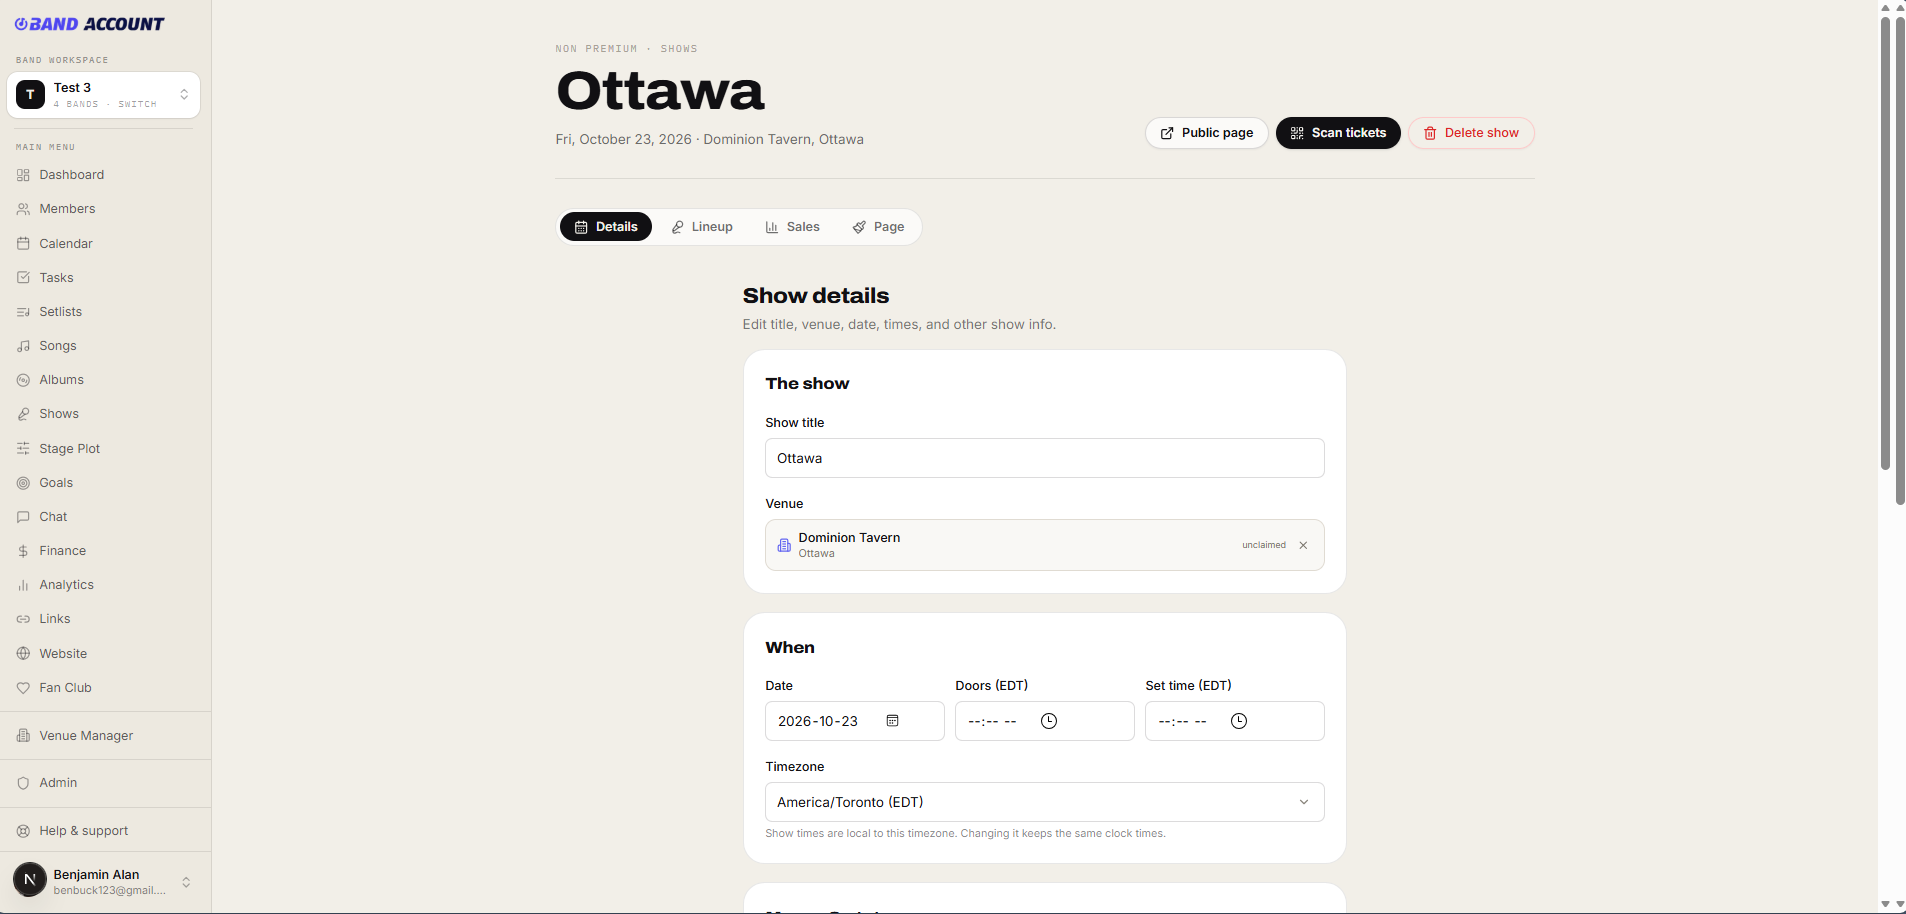 BAND ACCOUNT
BAND WORKSPACE
T
Test 3
4 BANDS · SWITCH
MAIN MENU
Dashboard
Members
Calendar
Tasks
Setlists
Songs
Albums
Shows
Stage Plot
Goals
Chat
Finance
Analytics
Links
Website
Fan Club
Venue Manager
Admin
Help & support
N
Benjamin Alan
benbuck123@gmail....
NON PREMIUM · SHOWS
Ottawa
Fri, October 23, 2026 · Dominion Tavern, Ottawa
Public page
Scan tickets
Delete show
Details
Lineup
Sales
Page
Show details
Edit title, venue, date, times, and other show info.
The show
Show title
Ottawa
Venue
Dominion Tavern
Ottawa
unclaimed
When
Date
Doors (EDT)
Set time (EDT)
2026-10-23
--:-- --
--:-- --
Timezone
America/Toronto (EDT)
Show times are local to this timezone. Changing it keeps the same clock times.